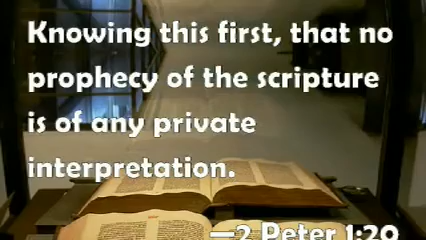 Knowing this first, that no
prophecy of the scripture
is of any private
interpretation.
—2 Peter 1:20